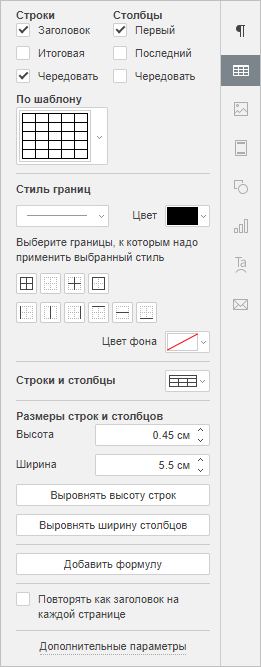 Строки Столбцы
Заголовок Первый
Итоговая Последний
Чередовать Чередовать
По шаблону
Стиль границ
Цвет
Выберите границы, к которым надо
применить выбранный стиль
Цвет фона
Строки и столбцы
Размеры строк и столбцов
Высота 0.45 см
Ширина 5.5 см
Выровнять высоту строк
Выровнять ширину столбцов
Добавить формулу
Повторять как заголовок на
каждой странице
Дополнительные параметры
Ta